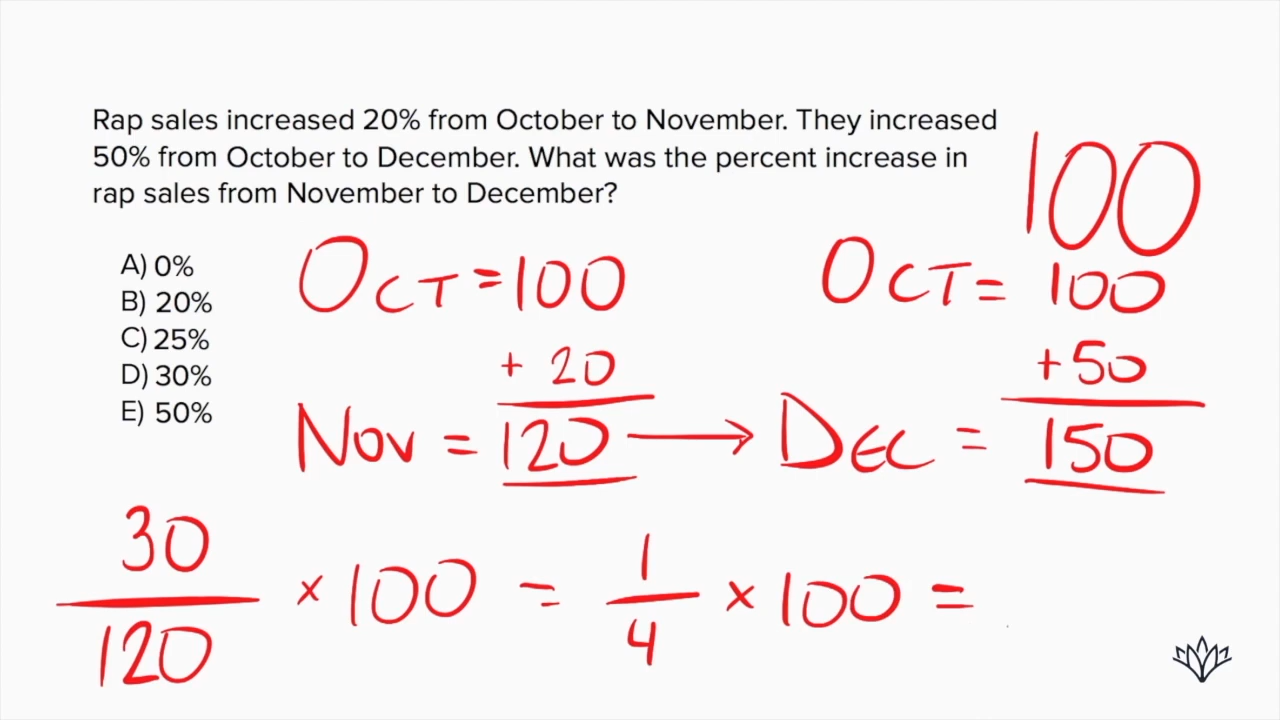 Rap sales increased 20% from October to November. They increased
50% from October to December. What was the percent increase in
rap sales from November to December?
100
A) 0%
B) 20%
C) 25%
D) 30%
E) 50%
OCT = 100
+ 20
NOV = 120 →
OCT = 100
+50
DEC = 150
30/120 × 100 = 1/4 × 100 =